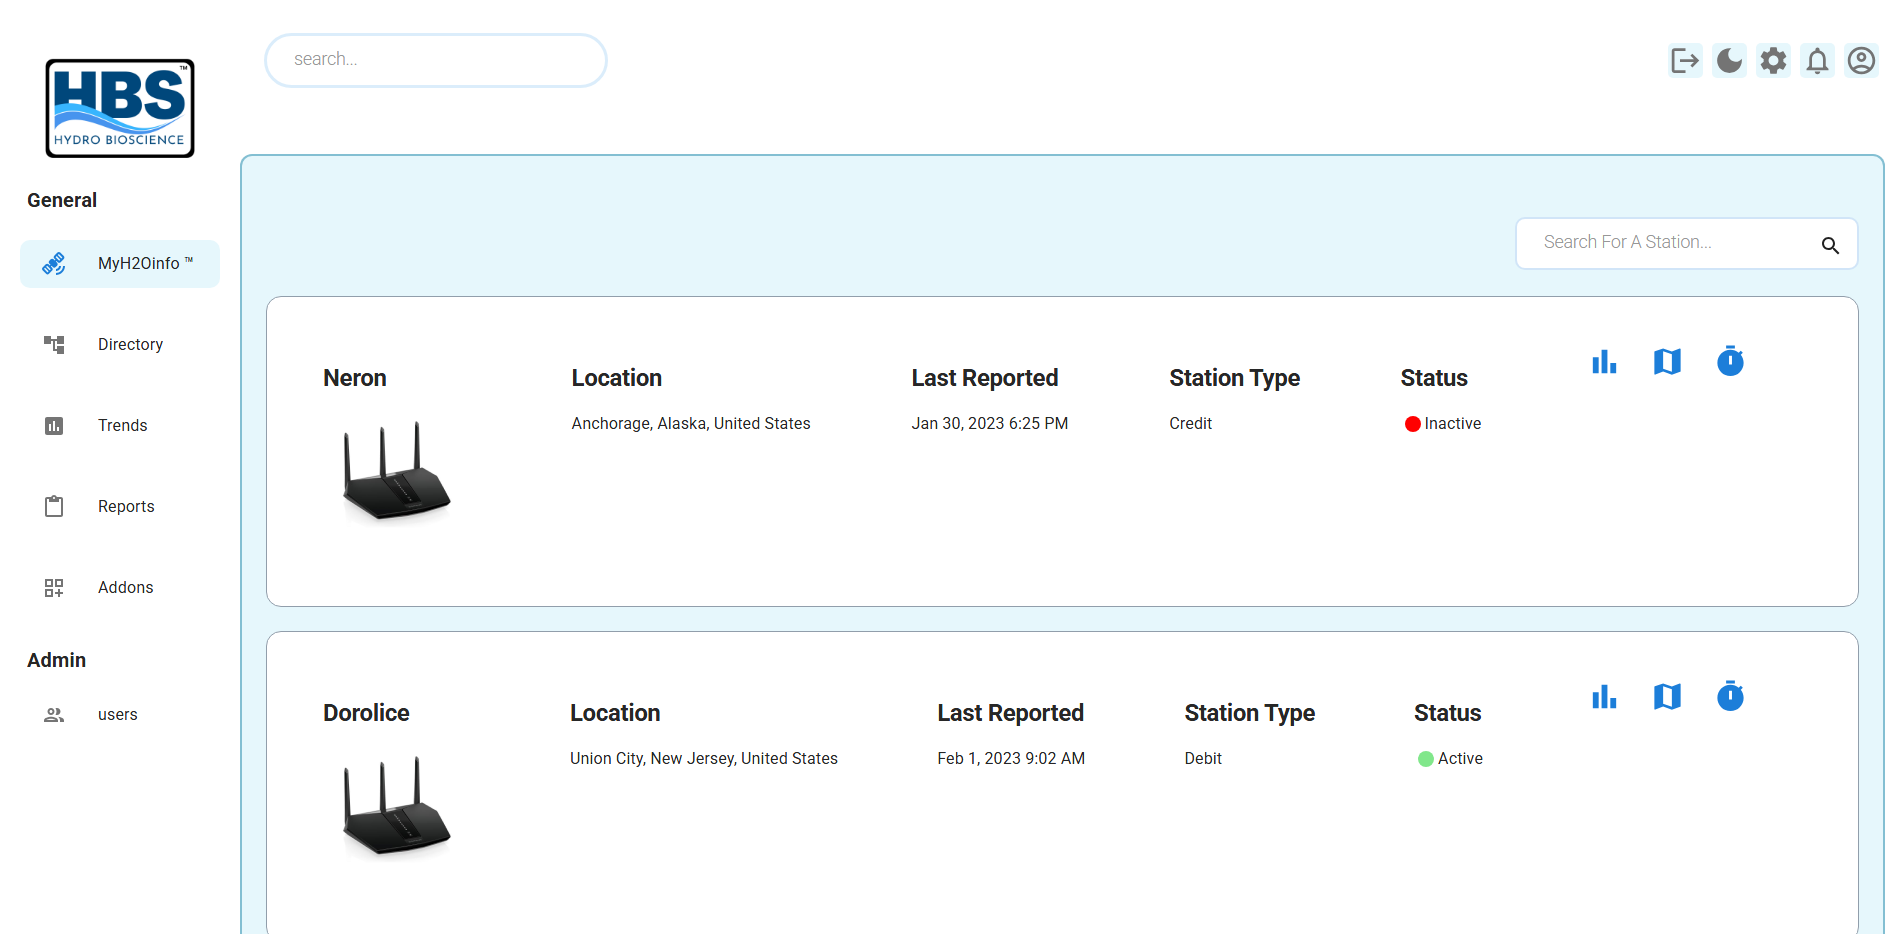 HBS™
HYDRO BIOSCIENCE
search...
General
MyH2Oinfo ™
Directory
Trends
Reports
Addons
Admin
users
Search For A Station...
Neron
Location
Last Reported
Station Type
Status
Anchorage, Alaska, United States
Jan 30, 2023 6:25 PM
Credit
Inactive
Dorolice
Location
Last Reported
Station Type
Status
Union City, New Jersey, United States
Feb 1, 2023 9:02 AM
Debit
Active